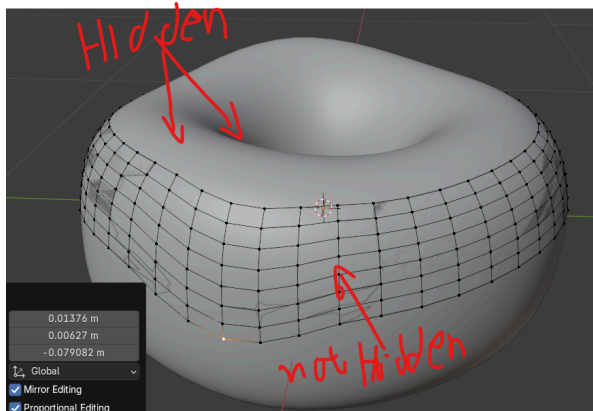 Hidden
not Hidden
0.01376 m
0.00627 m
-0.079082 m
Global
Mirror Editing
Proportional Editing